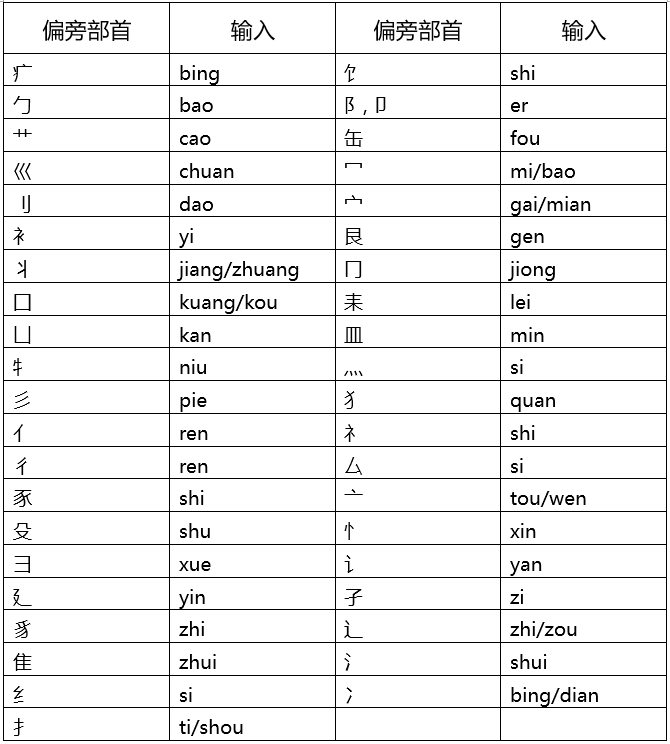 偏旁部首 输入 偏旁部首 输入
疒 bing 饣 shi
勹 bao 阝, 卩 er
艹 cao 缶 fou
巛 chuan 冖 mi/bao
刂 dao 宀 gai/mian
衤 yi 艮 gen
丬 jiang/zhuang 冂 jiong
囗 kuang/kou 耒 lei
凵 kan 皿 min
牜 niu 灬 si
彡 pie 犭 quan
亻 ren 礻 shi
彳 ren 厶 si
豕 shi 亠 tou/wen
殳 shu 忄 xin
彐 xue 讠 yan
廴 yin 孑 zi
豸 zhi 辶 zhi/zou
隹 zhui 氵 shui
纟 si 冫 bing/dian
扌 ti/shou